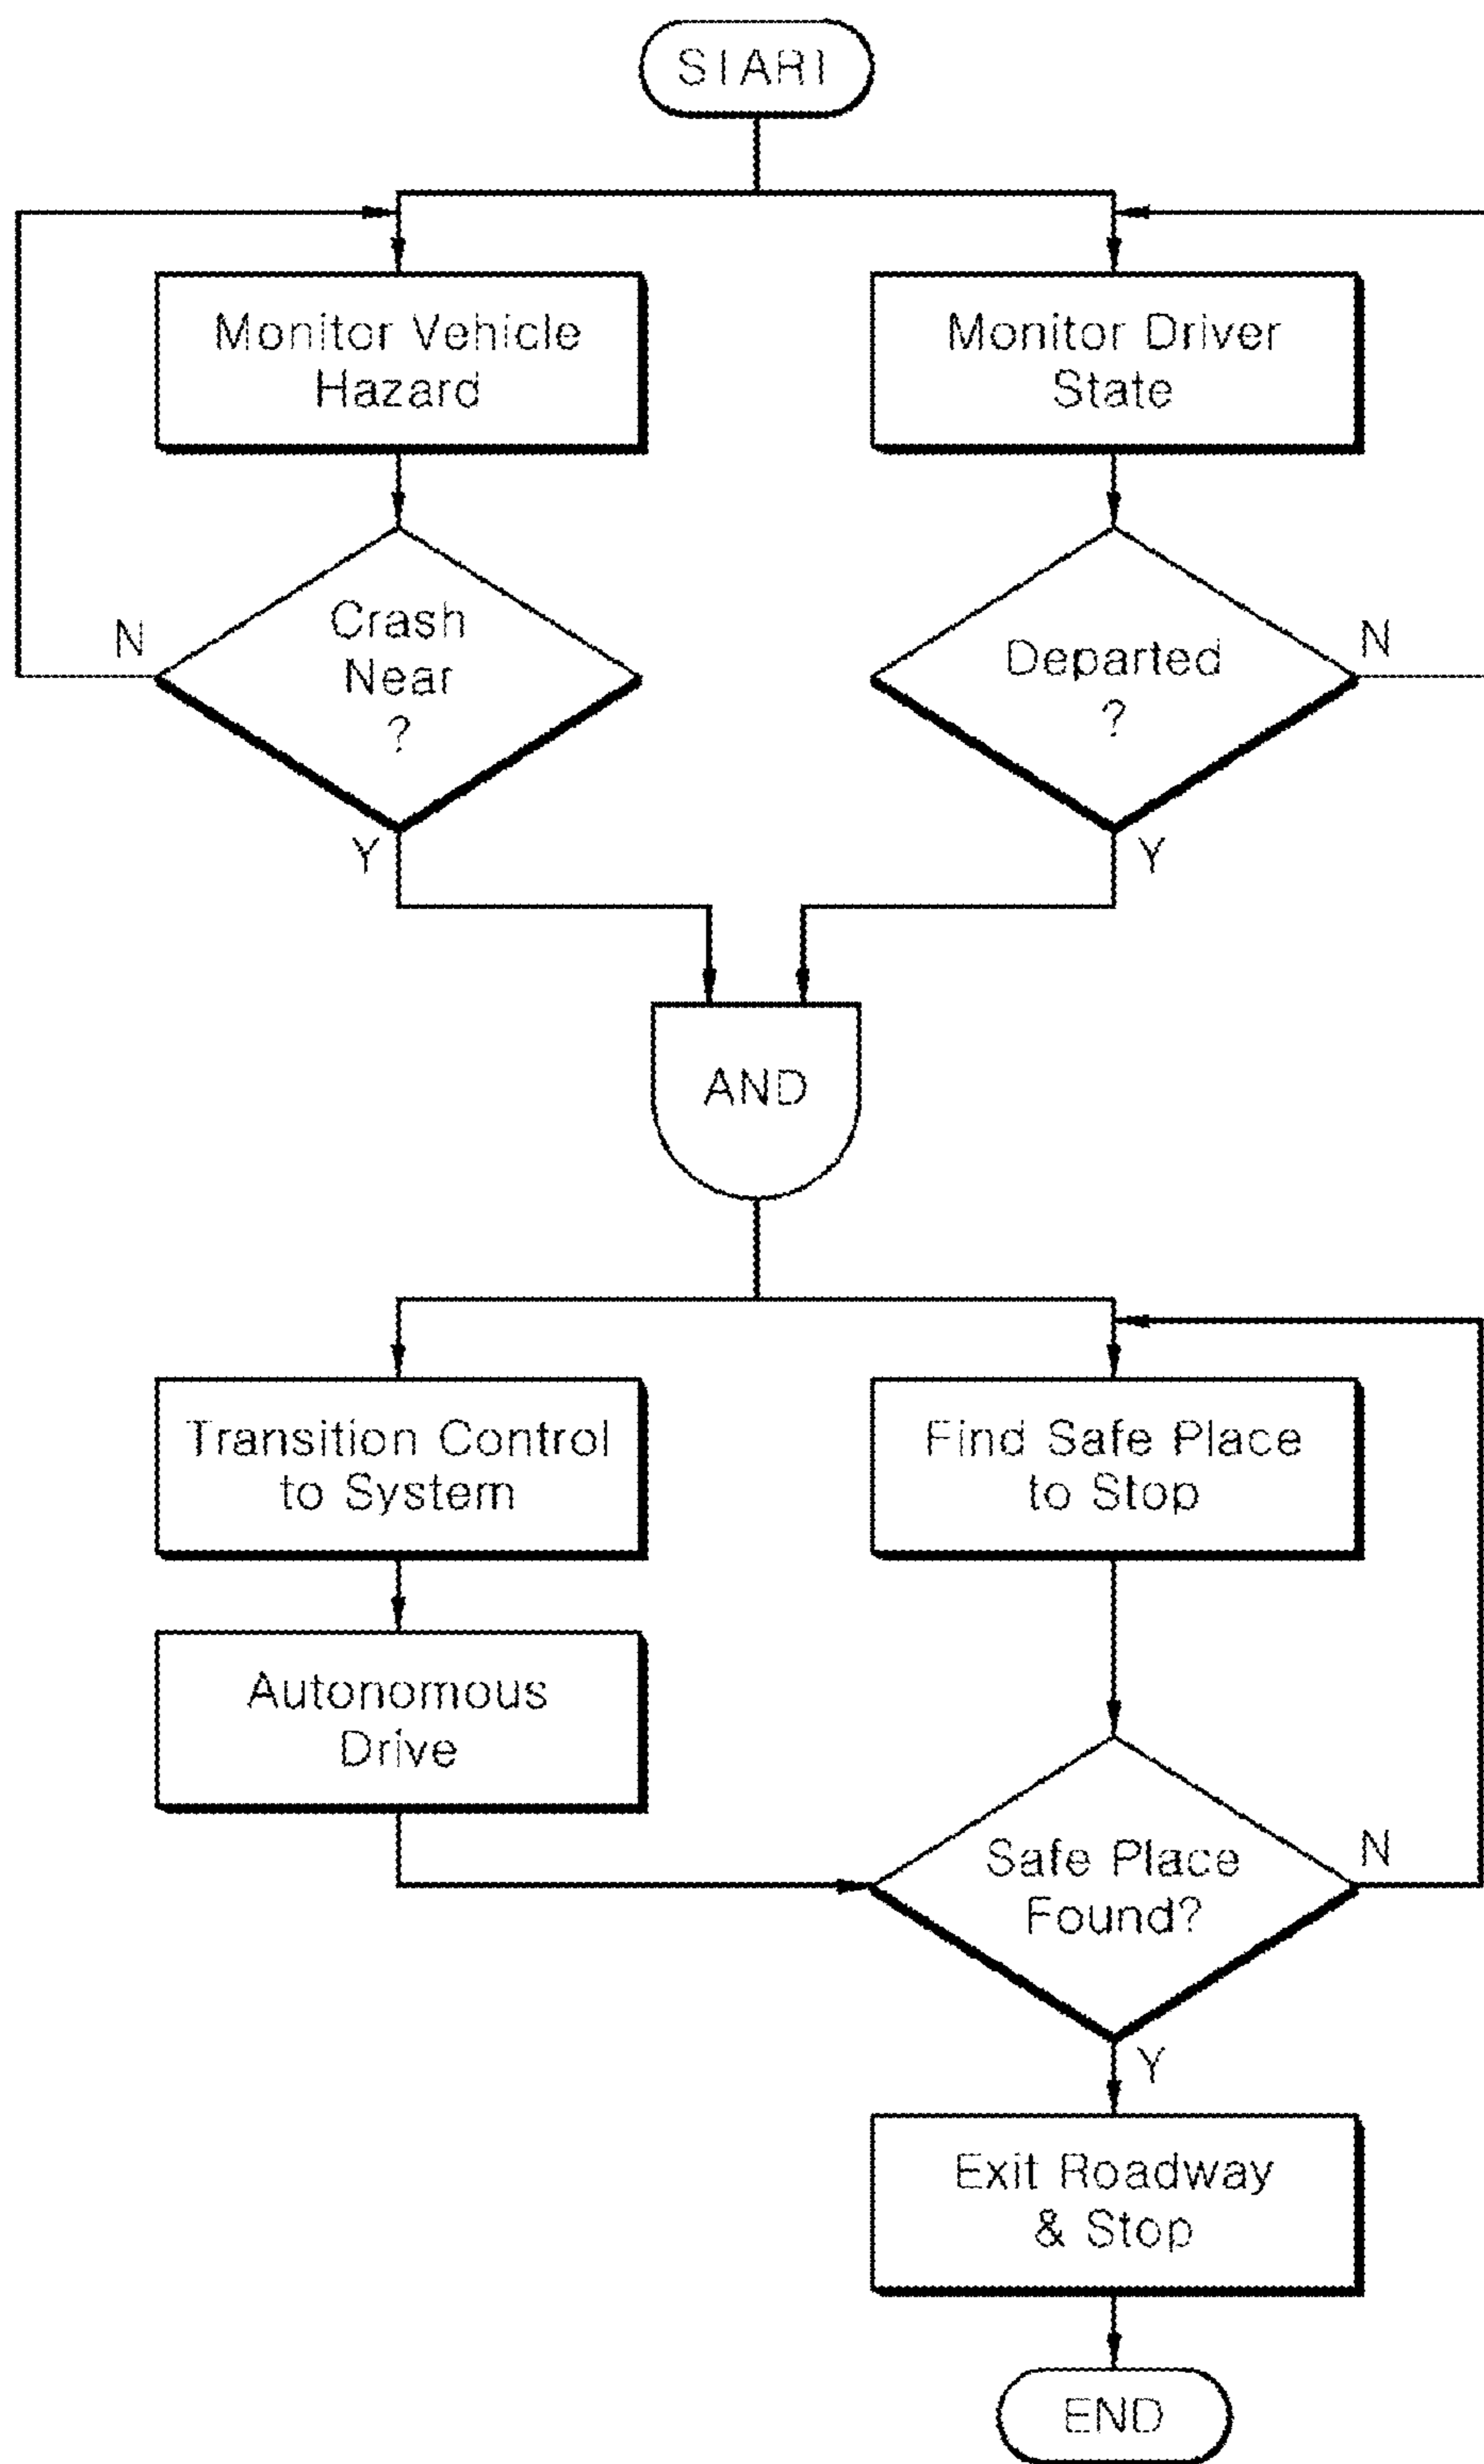 START
Monitor Vehicle
Hazard
Monitor Driver
State
Crash
Near
?
N
Y
Departed
?
N
Y
AND
Transition Control
to System
Find Safe Place
to Stop
Autonomous
Drive
Safe Place
Found?
N
Y
Exit Roadway
& Stop
END